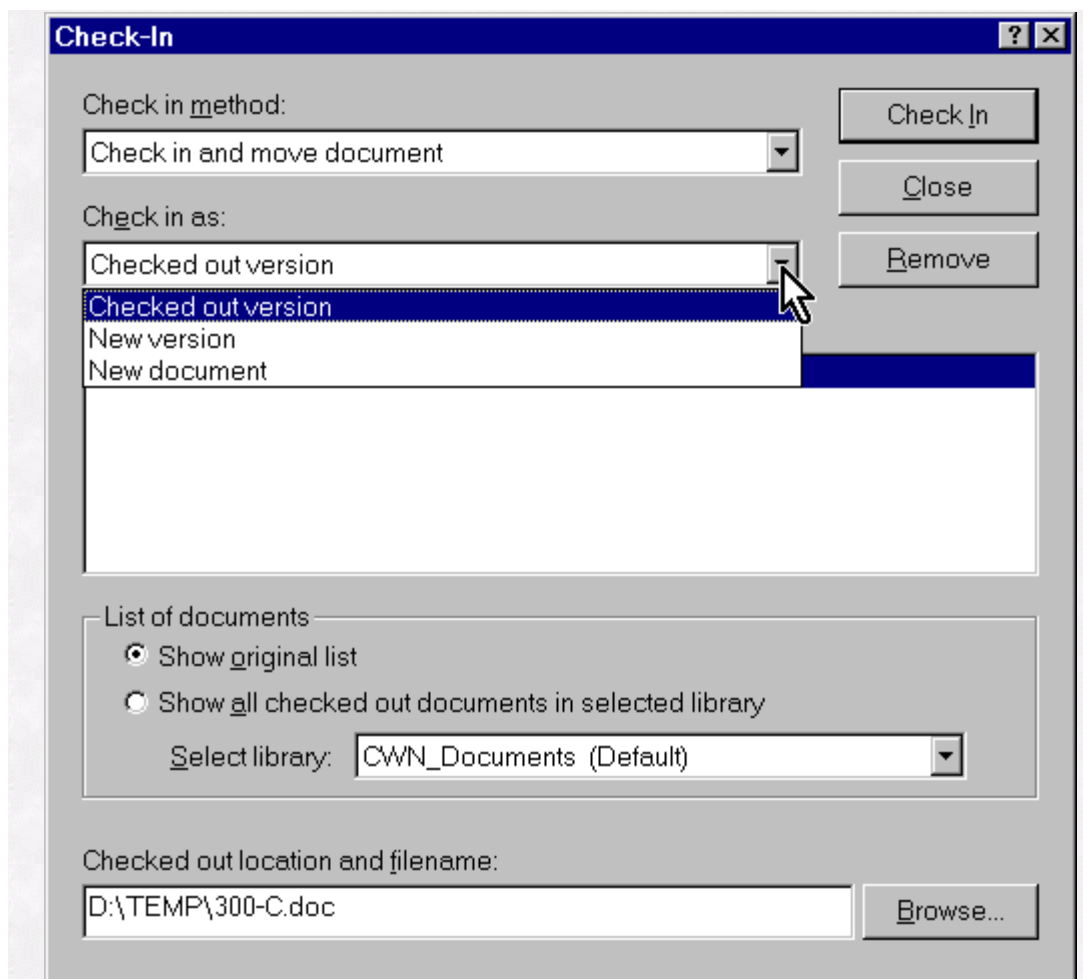 Check-In
Check in method:
Check In
Check in and move document
Close
Check in as:
Checked out version
Remove
Checked out version
New version
New document
List of documents
Show original list
Show all checked out documents in selected library
Select library: CWN_Documents (Default)
Checked out location and filename:
D:\TEMP\300-C.doc
Browse...